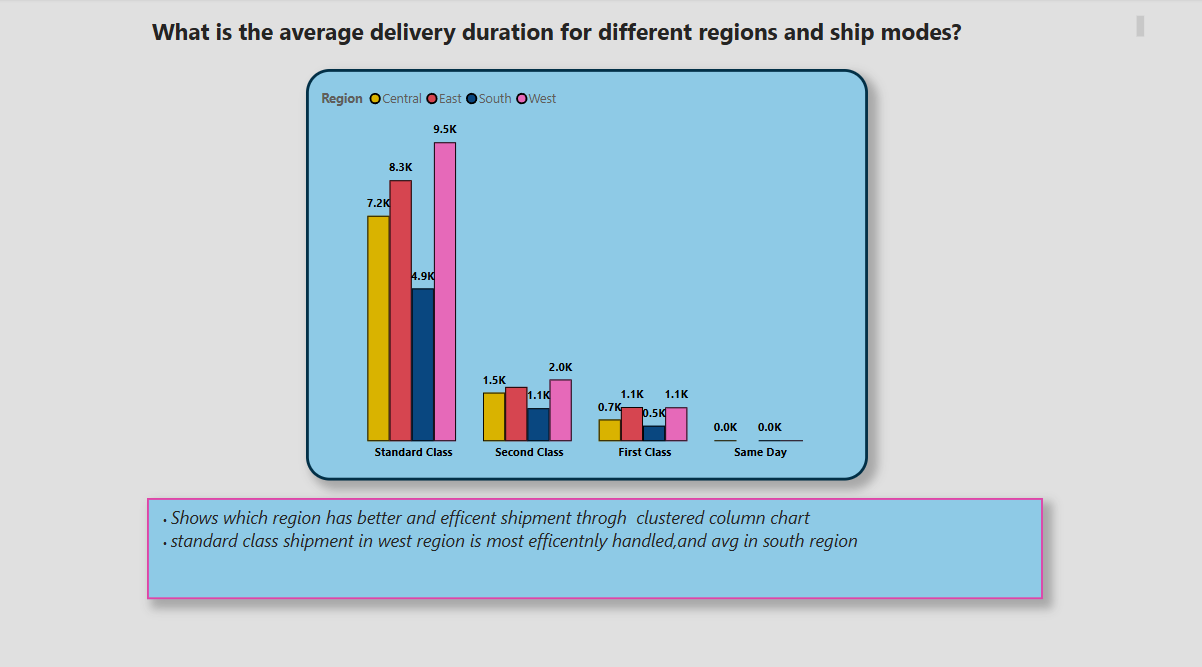 What is the average delivery duration for different regions and ship modes?
Region Central East South West
9.5K
8.3K
7.2K
4.9K
2.0K
1.5K
1.1K
1.1K 1.1K
0.7K
0.5K
0.0K 0.0K
Standard Class Second Class First Class Same Day
• Shows which region has better and efficent shipment throgh clustered column chart
• standard class shipment in west region is most efficentnly handled,and avg in south region